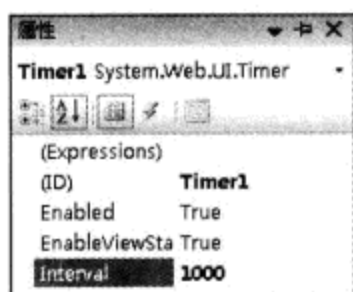 属性
Timer1 System.Web.UI.Timer
(Expressions)
(ID) Timer1
Enabled True
EnableViewSta True
Interval 1000